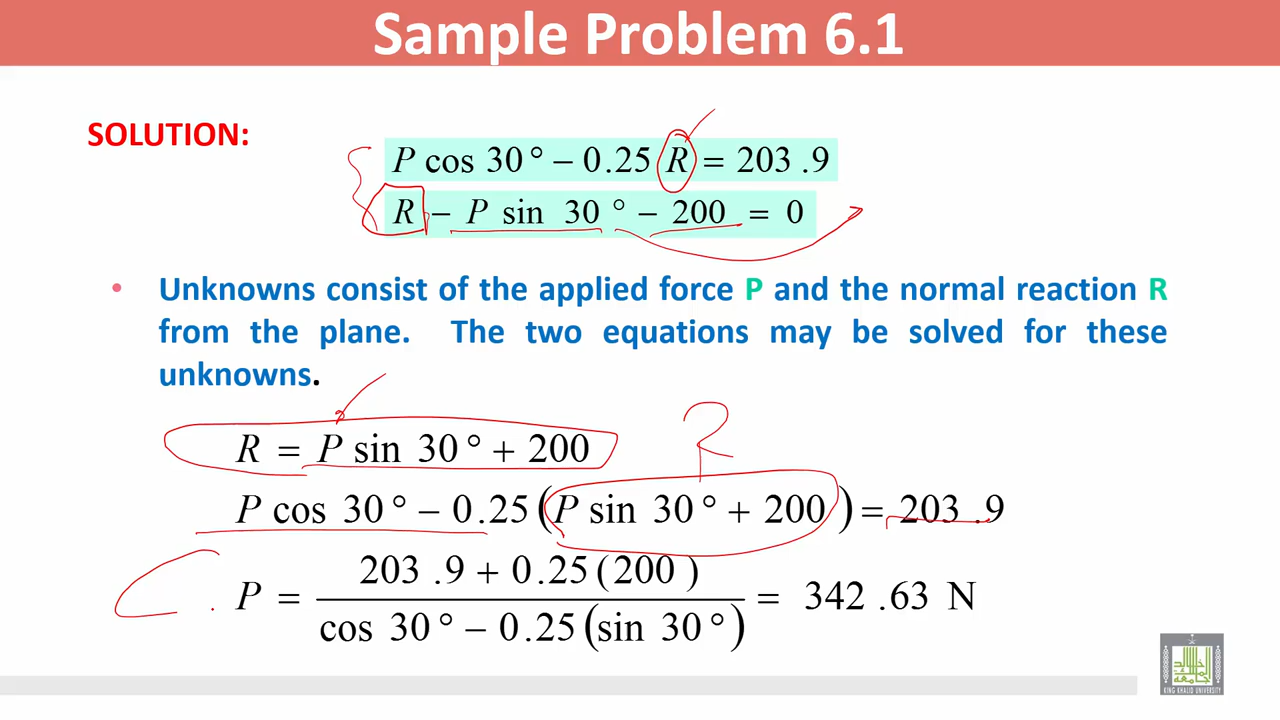 Sample Problem 6.1
SOLUTION:
P cos 30° – 0.25 R = 203 .9
R – P sin 30 ° – 200 = 0
• Unknowns consist of the applied force P and the normal reaction R
from the plane. The two equations may be solved for these
unknowns.
R
R = P sin 30 ° + 200
P cos 30 ° – 0.25 (P sin 30 ° + 200 ) = 203 .9
P = 203 .9 + 0.25 (200 ) / cos 30 ° – 0.25 (sin 30 °) = 342 .63 N
KING KHALID UNIVERSITY